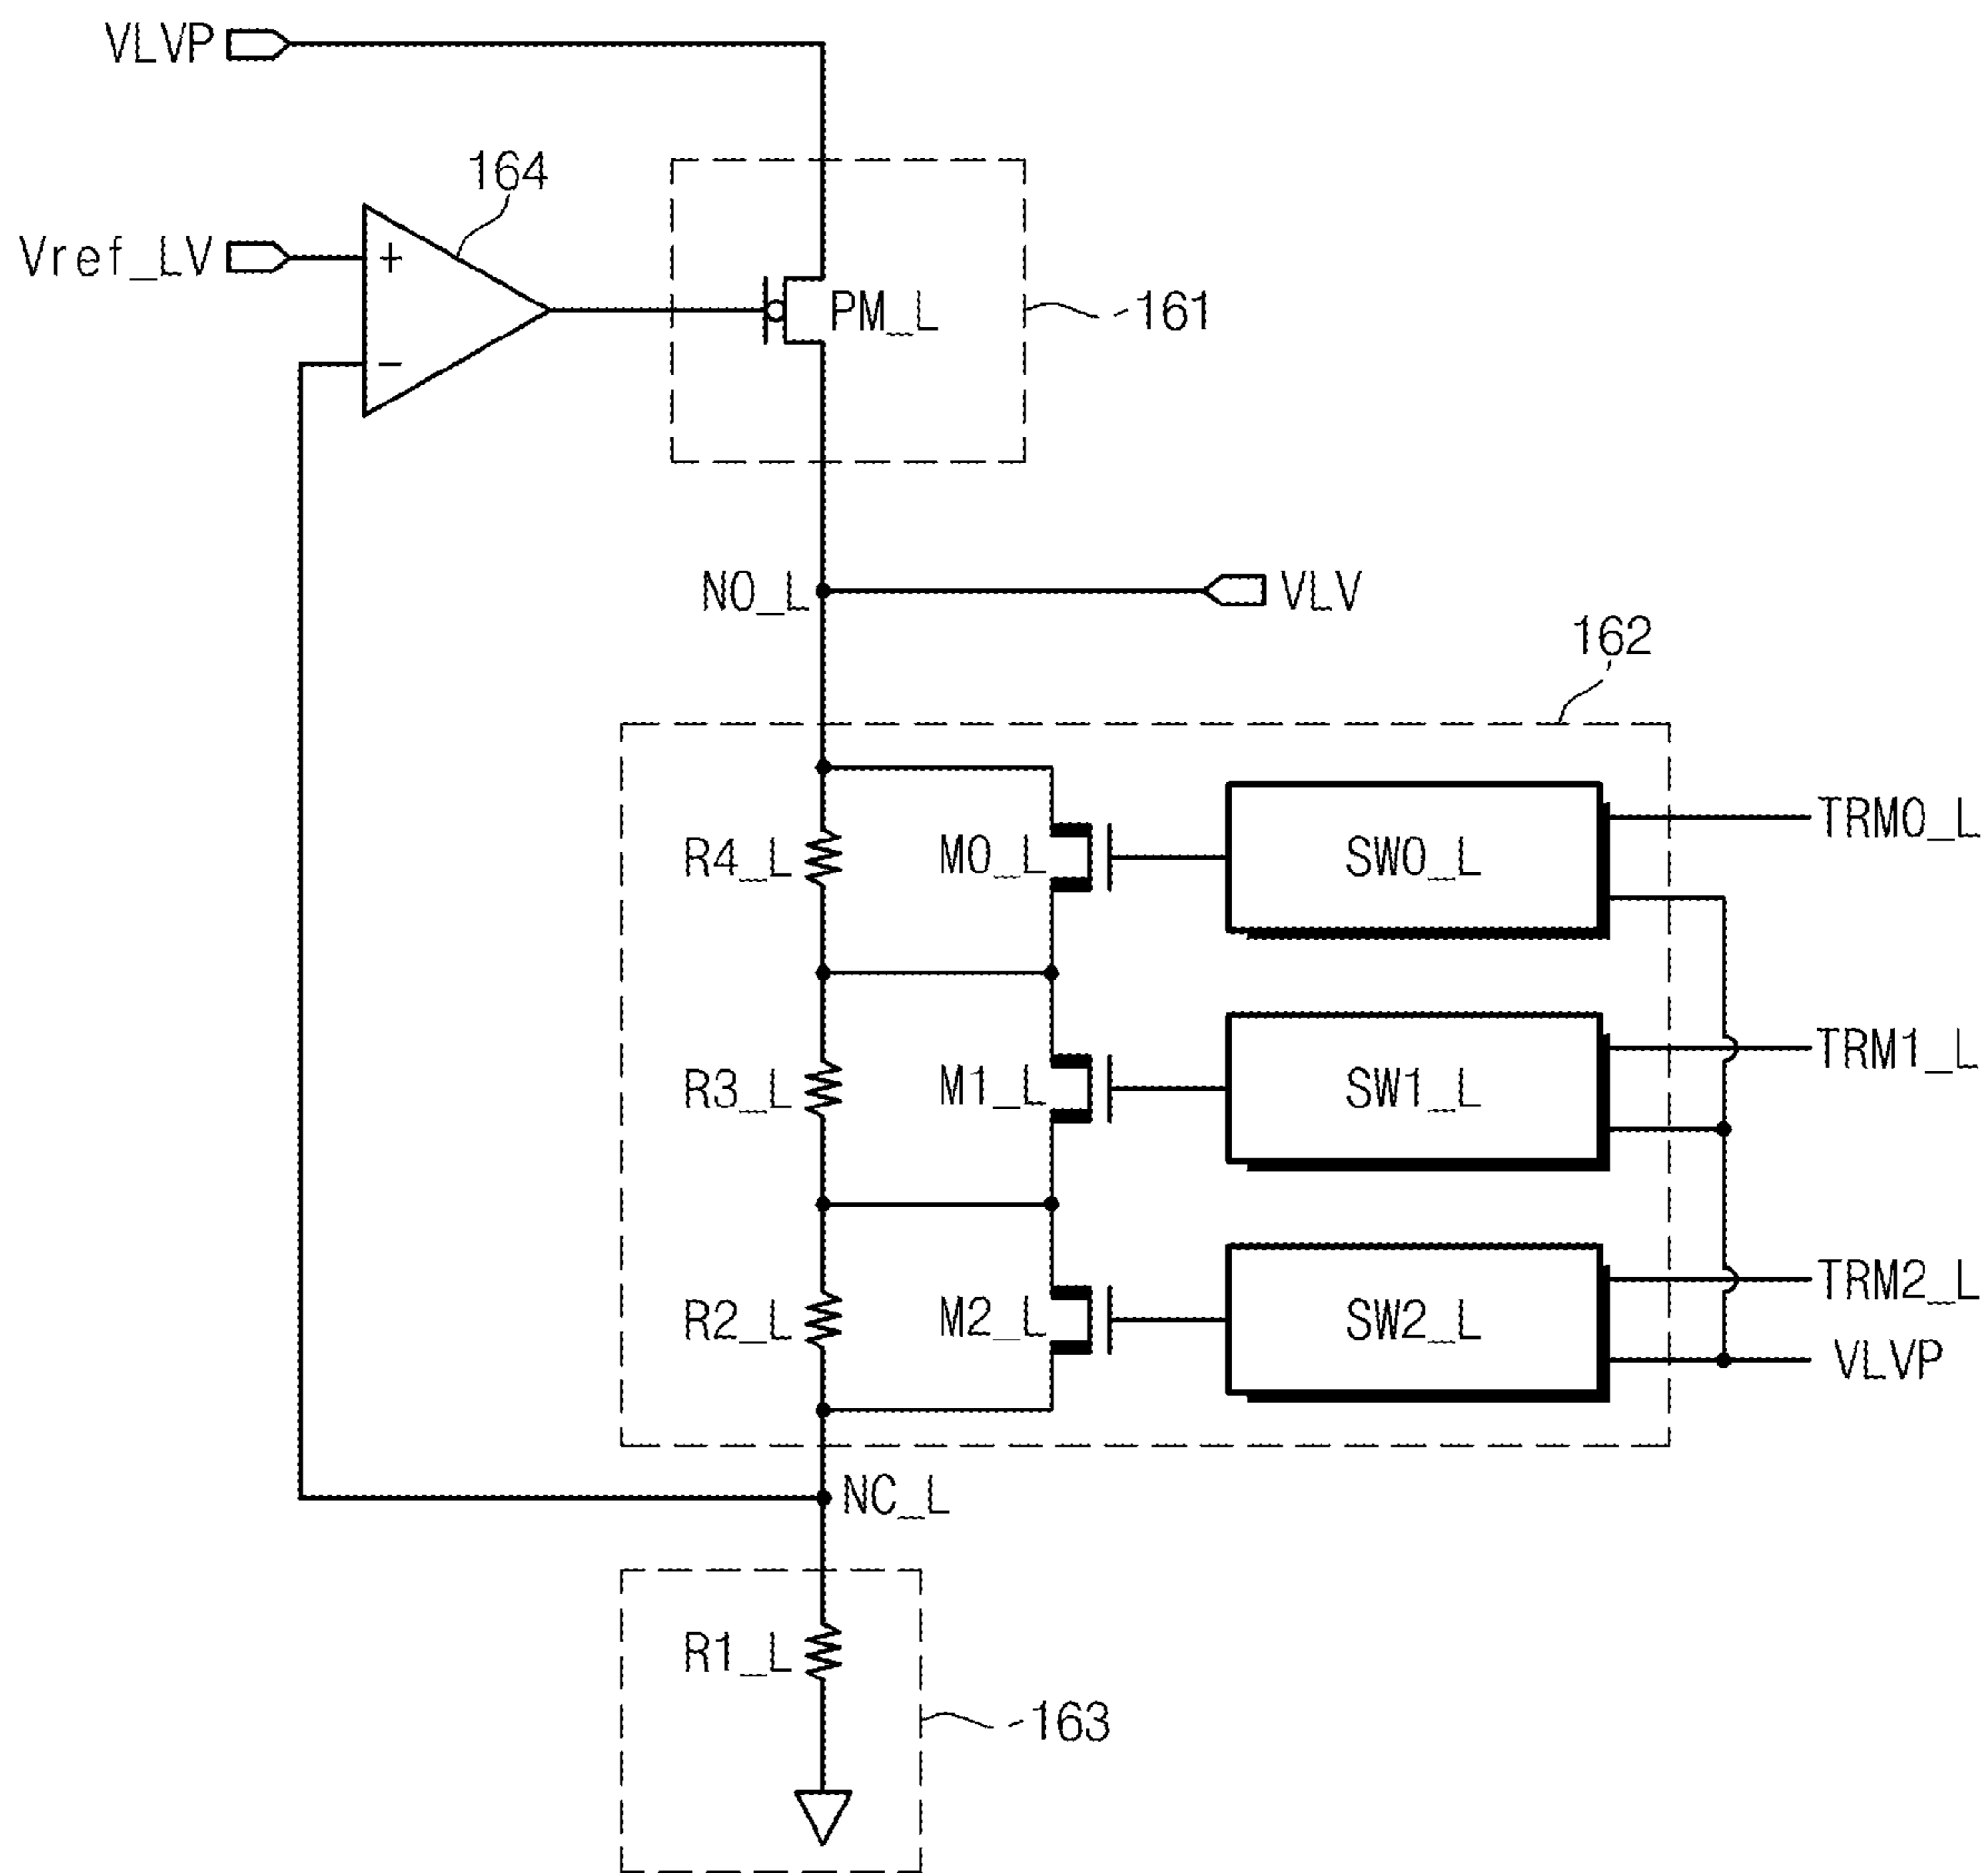 VLVP
164
Vref_LV
+
-
PM_L
161
NO_L
VLV
162
R4_L
M0_L
SW0_L
TRM0_L
R3_L
M1_L
SW1_L
TRM1_L
R2_L
M2_L
SW2_L
TRM2_L
VLVP
NC_L
R1_L
163